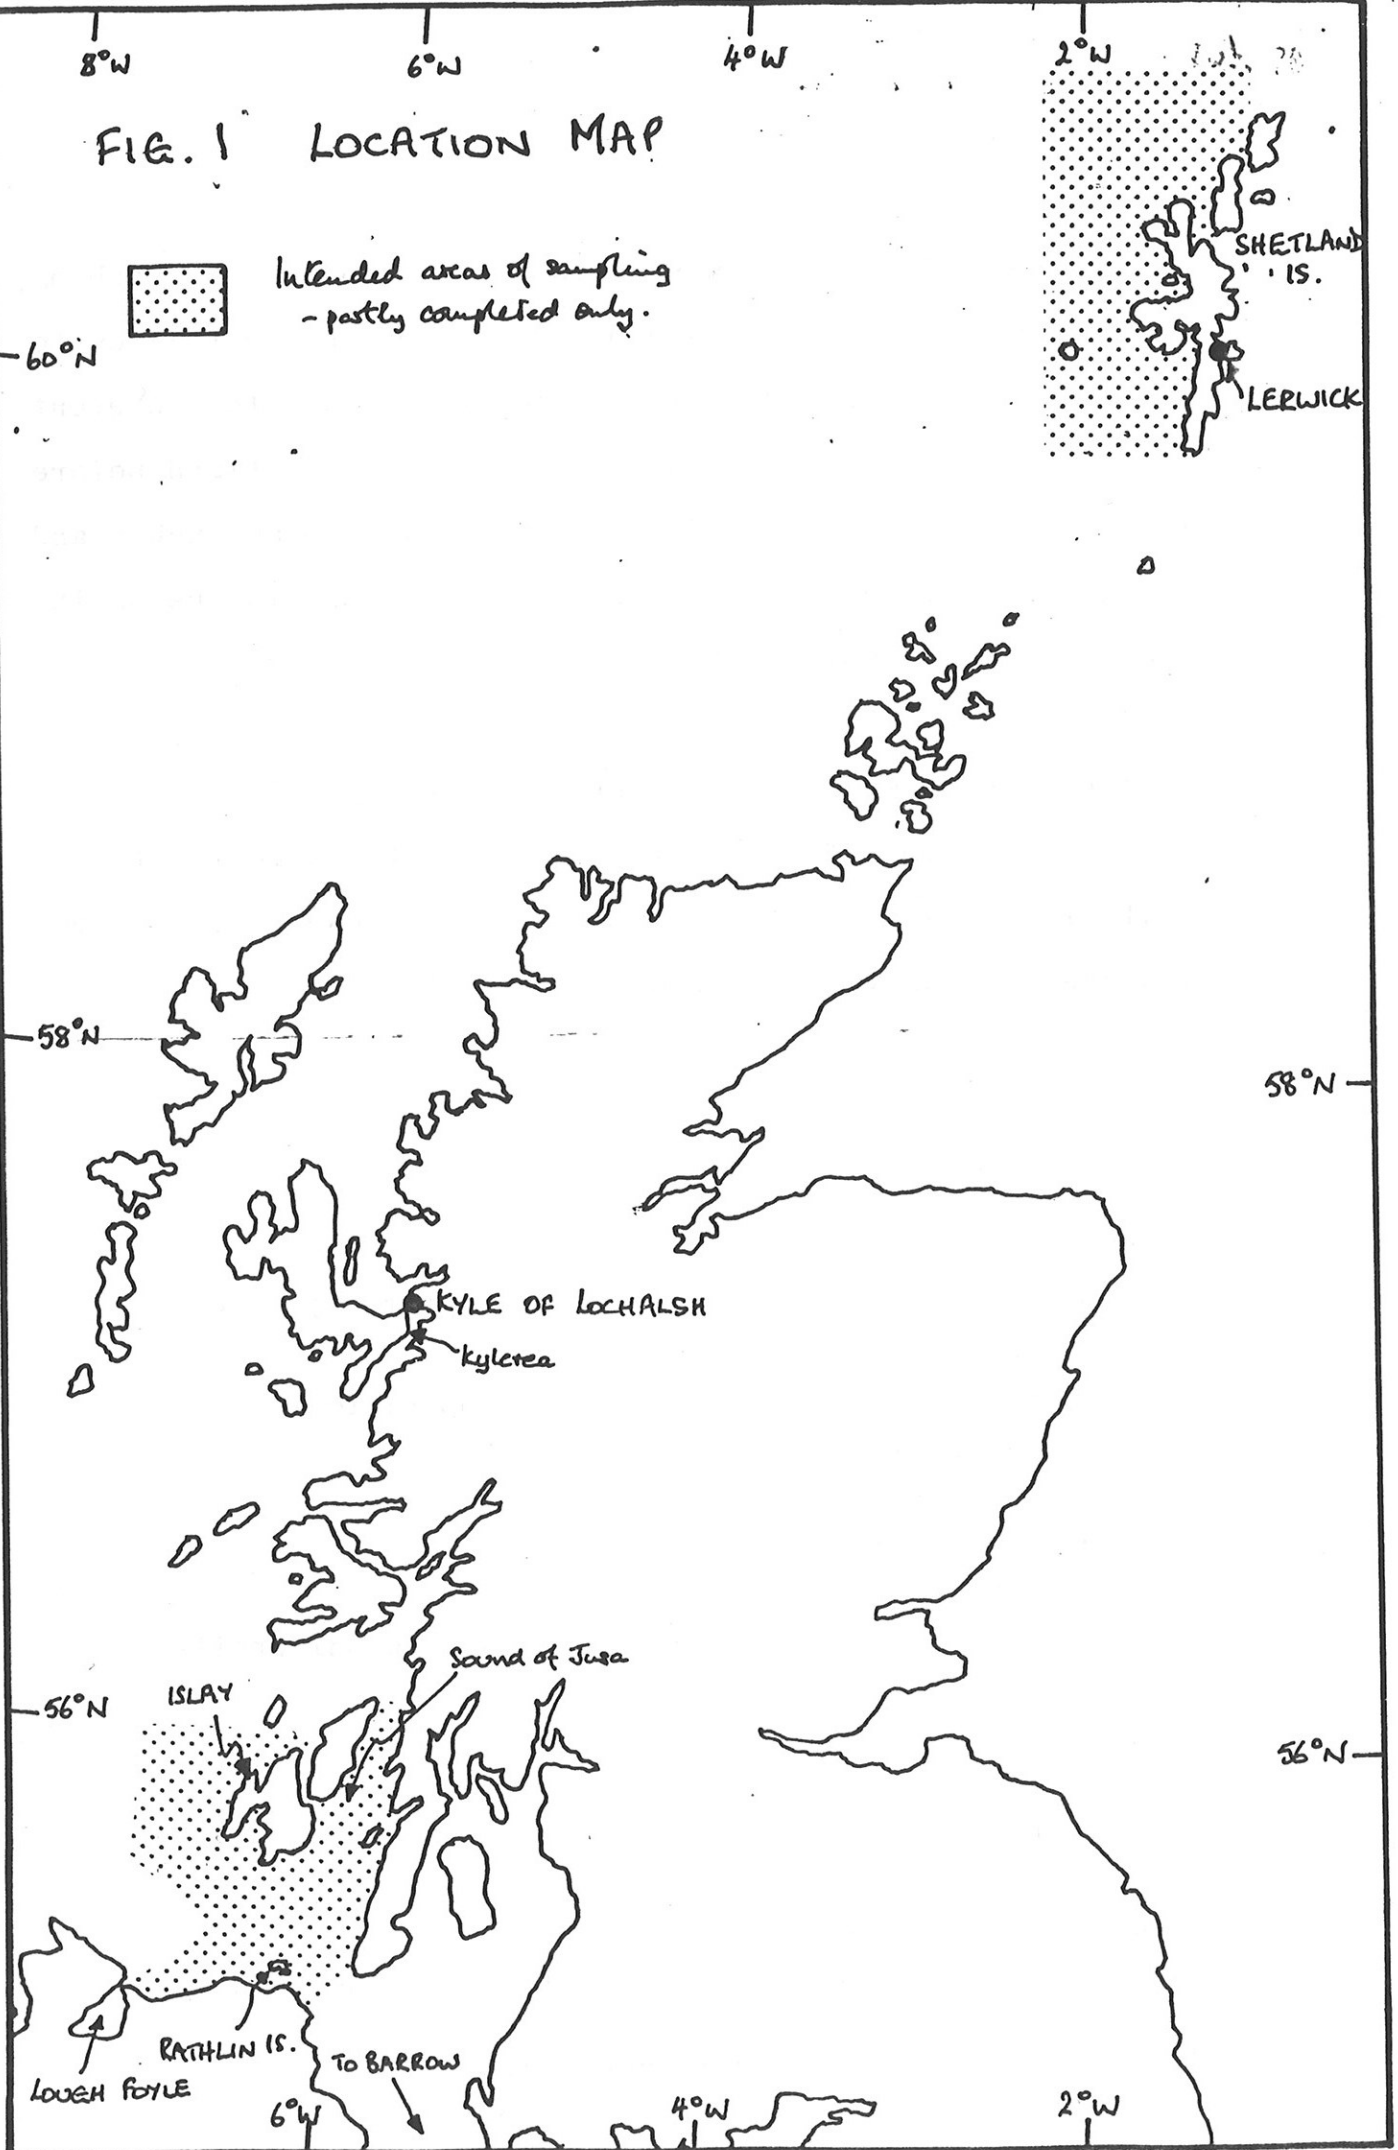 8°W
6°W
4°W
2°W
FIG. 1 LOCATION MAP
Intended areas of sampling
- partly completed only.
SHETLAND
IS.
60°N
LERWICK
58°N
58°N
KYLE OF LOCHALSH
Kylerea
Sound of Jura
ISLAY
56°N
56°N
RATHLIN IS.
TO BARROW
LOUGH FOYLE
6°W
4°W
2°W